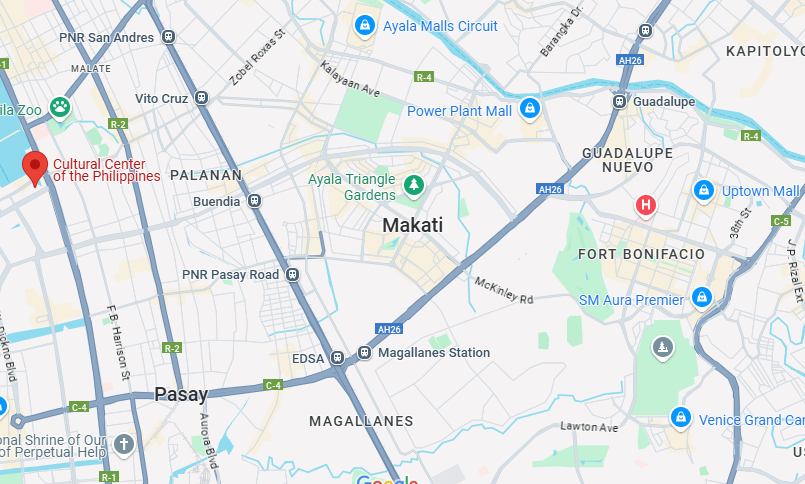 PNR San Andres
MALATE
Zobel Roxas St
Ayala Malls Circuit
Barangka Dr.
KAPITOLYO
R-1
Kalayaan Ave
R-4
AH26
Vito Cruz
ila Zoo
R-2
Power Plant Mall
Guadalupe
R-4
Cultural Center
of the Philippines
PALANAN
Ayala Triangle
Gardens
GUADALUPE
NUEVO
AH26
H
Uptown Mall
Buendia
Makati
38th St
C-5
PNR Pasay Road
McKinley Rd
FORT BONIFACIO
J.P. Rizal Ext
SM Aura Premier
F.B. Harrison St
Diokno Blvd
AH26
R-2
EDSA
Magallanes Station
Pasay
C-4
C-4
MAGALLANES
Aurora Blvd
Lawton Ave
Venice Grand Can
onal Shrine of Our
of Perpetual Help
R-1
Google
US